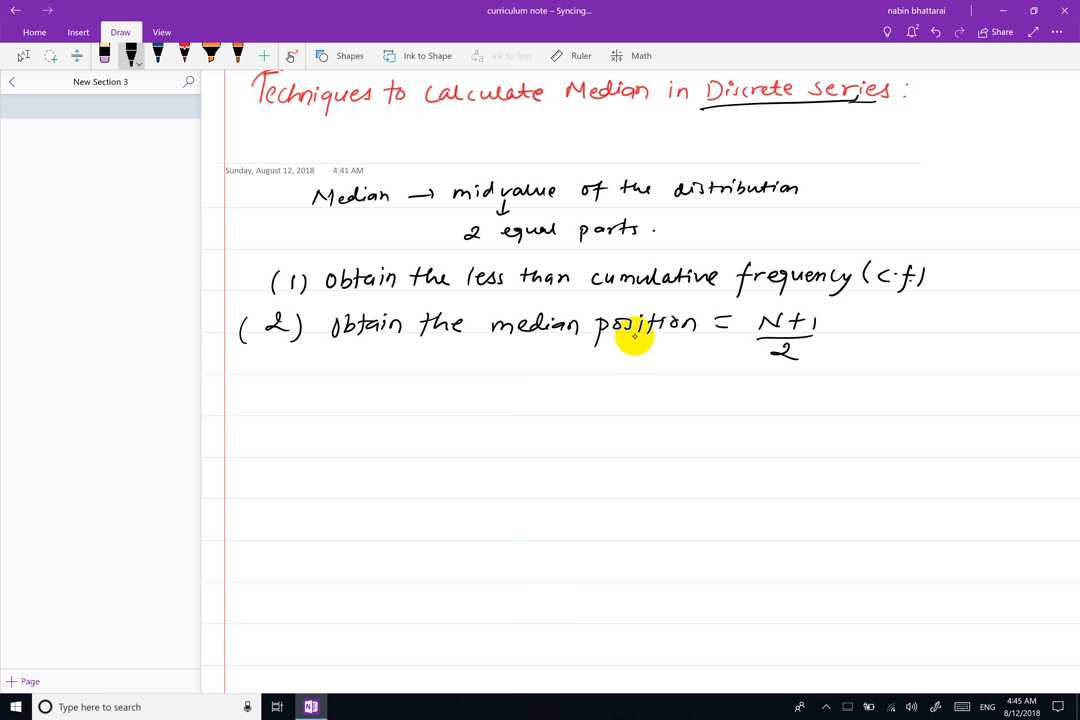 curriculum note - Syncing...
nabin bhattarai
Home Insert Draw View
Share
Shapes Ink to Shape Ink to Text Ruler Math
New Section 3
Techniques to calculate Median in Discrete series :
Sunday, August 12, 2018 4:41 AM
Median → mid value of the distribution
↓
2 equal parts .
(1) Obtain the less than cumulative frequency (c.f.)
(2) Obtain the median position = N+1
2
+ Page
Type here to search
ENG
4:45 AM
8/12/2018